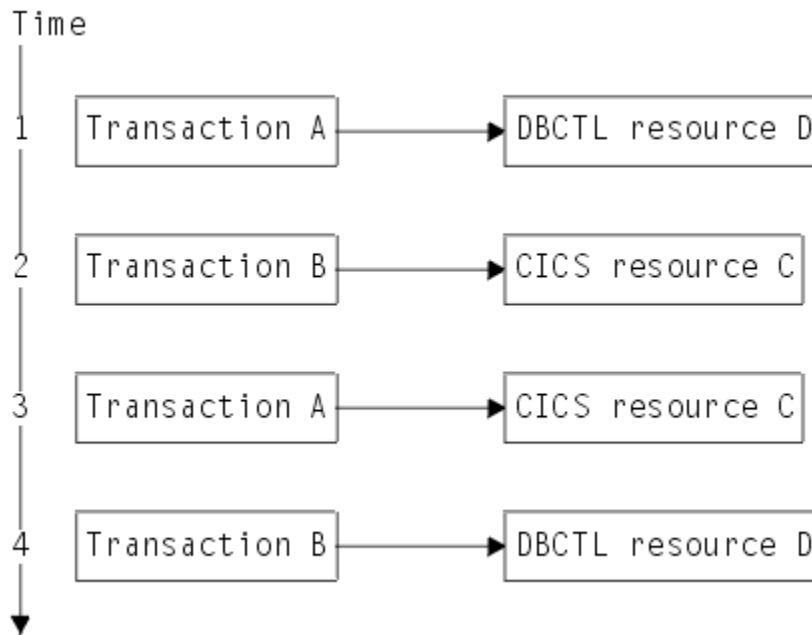 Time
1 Transaction A DBCTL resource D
2 Transaction B CICS resource C
3 Transaction A CICS resource C
4 Transaction B DBCTL resource D